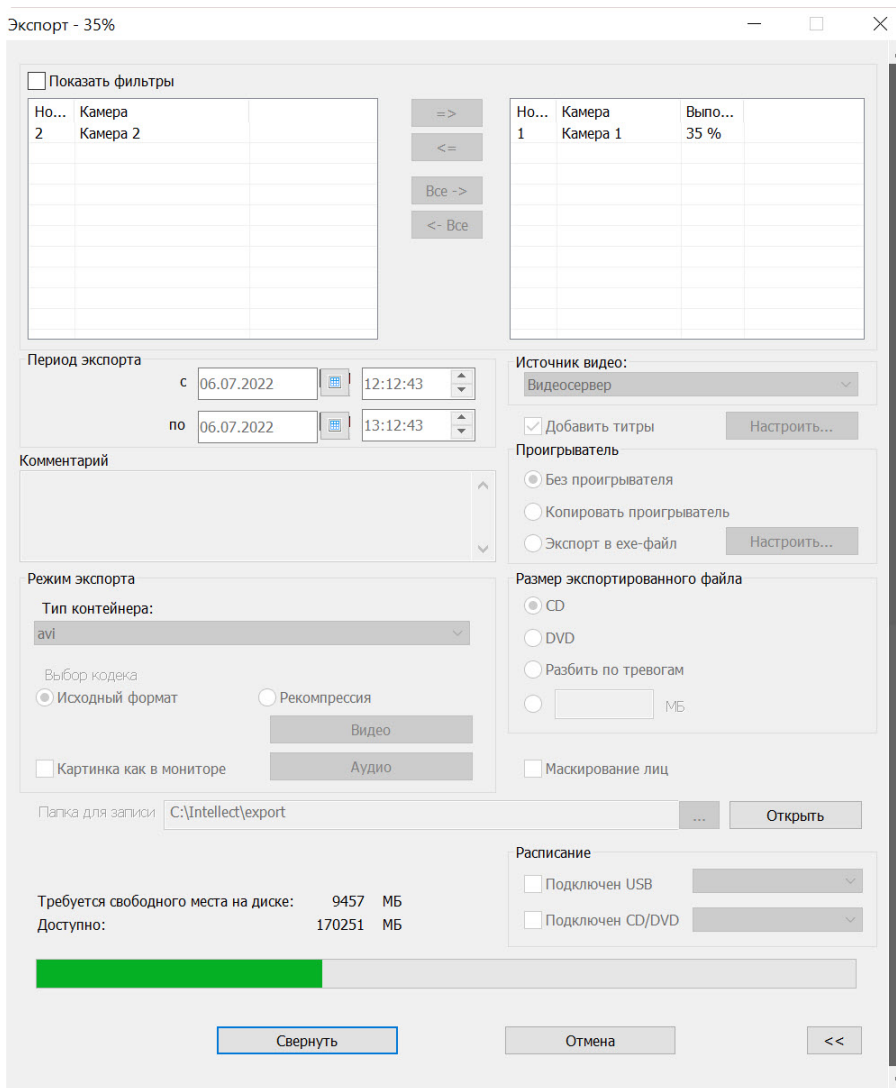 Экспорт - 35%
Показать фильтры
Но... Камера
2 Камера 2
=>
<=
Все ->
<- Все
Но... Камера Выпо...
1 Камера 1 35 %
Период экспорта
с 06.07.2022 12:12:43
по 06.07.2022 13:12:43
Источник видео:
Видеосервер
Добавить титры Настроить...
Комментарий
Проигрыватель
Без проигрывателя
Копировать проигрыватель
Экспорт в exe-файл Настроить...
Режим экспорта
Тип контейнера:
avi
Выбор кодека
Исходный формат Рекомпрессия
Видео
Картинка как в мониторе Аудио
Размер экспортированного файла
CD
DVD
Разбить по тревогам
МБ
Маскирование лиц
Папка для записи C:\Intellect\export ... Открыть
Расписание
Подключен USB
Подключен CD/DVD
Требуется свободного места на диске: 9457 МБ
Доступно: 170251 МБ
Свернуть Отмена <<